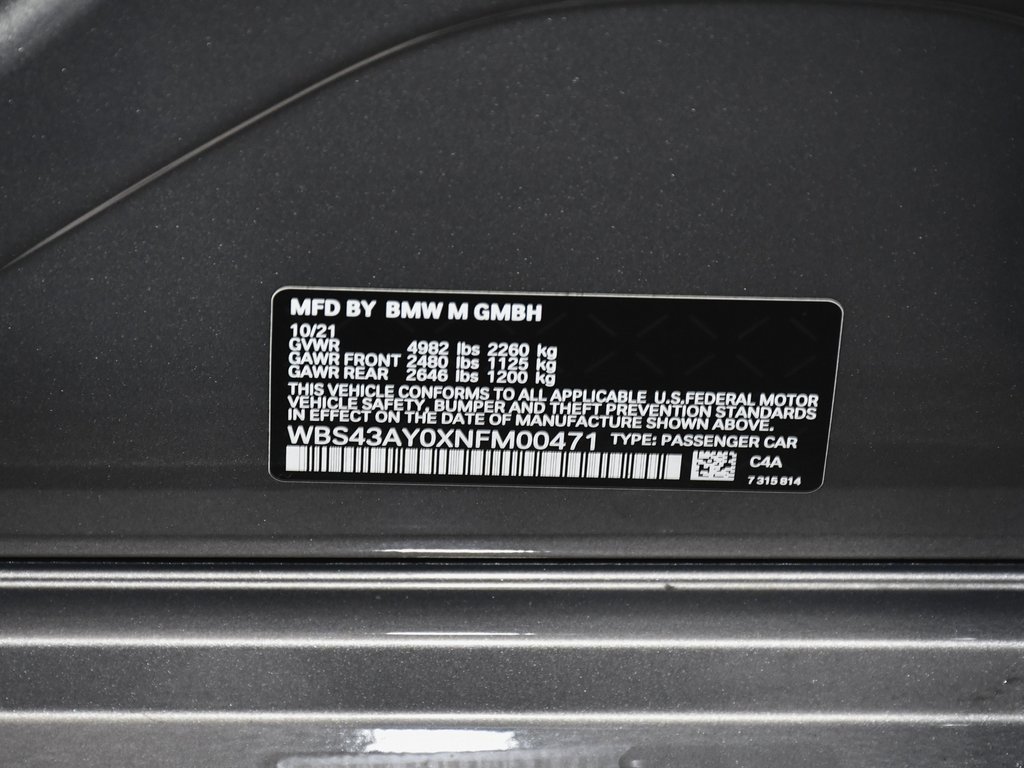 MFD BY BMW M GMBH
10/21
GVWR 4982 lbs 2260 kg
GAWR FRONT 2480 lbs 1125 kg
GAWR REAR 2646 lbs 1200 kg
THIS VEHICLE CONFORMS TO ALL APPLICABLE U.S.FEDERAL MOTOR
VEHICLE SAFETY, BUMPER AND THEFT PREVENTION STANDARDS
IN EFFECT ON THE DATE OF MANUFACTURE SHOWN ABOVE.
WBS43AY0XNFM00471 TYPE: PASSENGER CAR
C4A
7 315 814